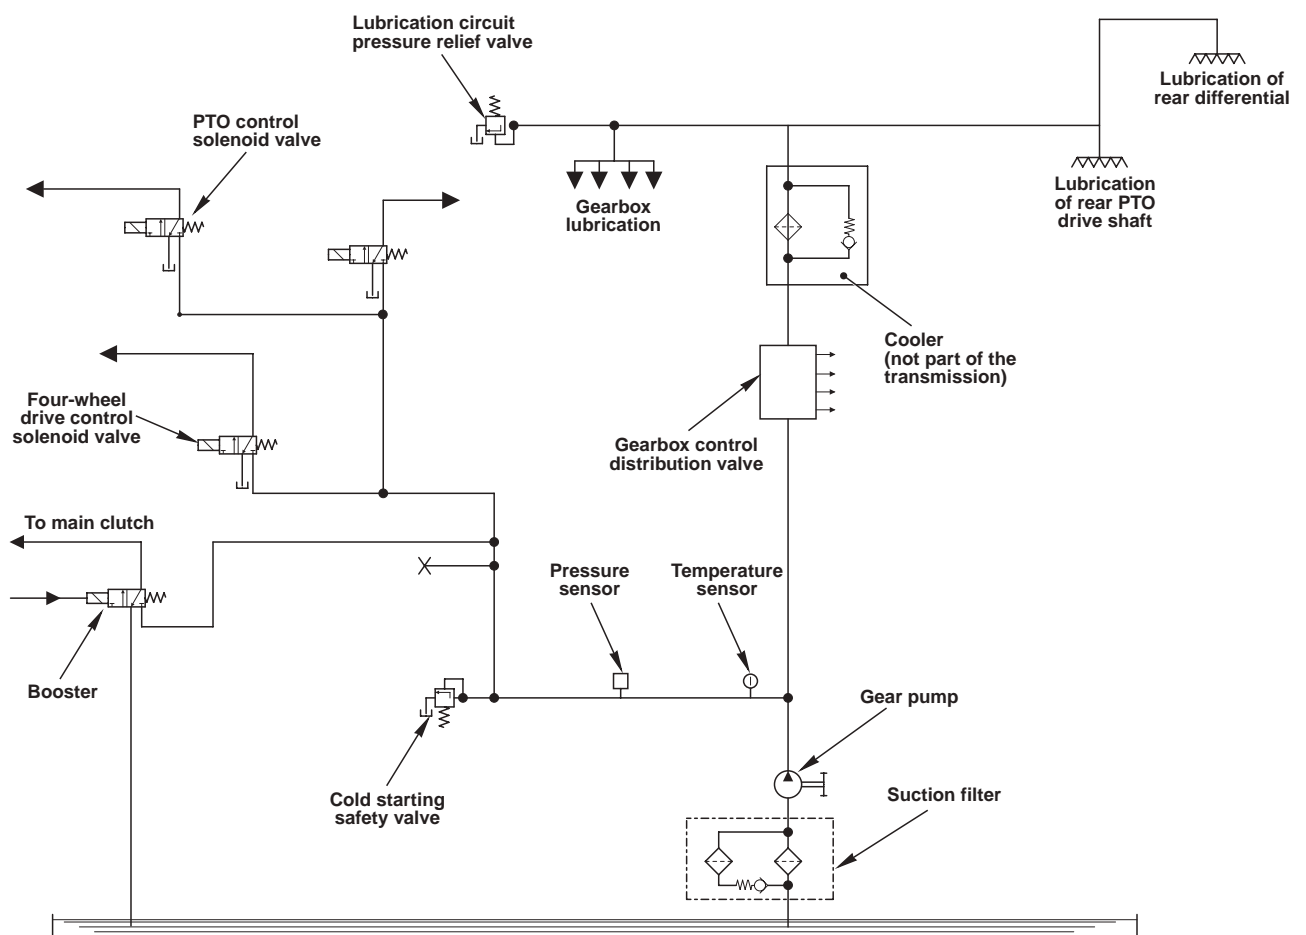 Lubrication circuit
pressure relief valve
Lubrication of
rear differential
PTO control
solenoid valve
Gearbox
lubrication
Lubrication
of rear PTO
drive shaft
Cooler
(not part of the
transmission)
Four-wheel
drive control
solenoid valve
Gearbox control
distribution valve
To main clutch
Pressure
sensor
Temperature
sensor
Booster
Gear pump
Cold starting
safety valve
Suction filter